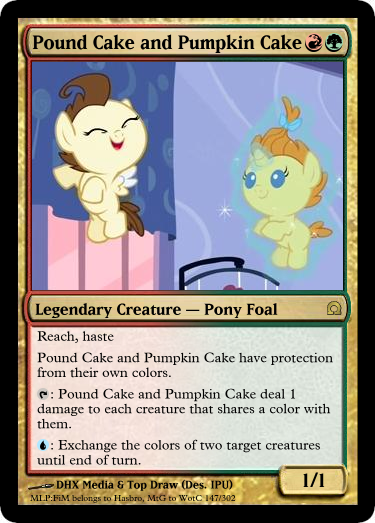 Pound Cake and Pumpkin Cake
Legendary Creature — Pony Foal
Reach, haste
Pound Cake and Pumpkin Cake have protection
from their own colors.
: Pound Cake and Pumpkin Cake deal 1
damage to each creature that shares a color with
them.
: Exchange the colors of two target creatures
until end of turn.
1/1
DHX Media & Top Draw (Des. IPU)
MLP:FiM belongs to Hasbro, MtG to WotC 147/302